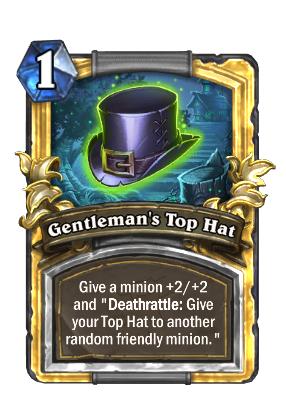 1
Gentleman's Top Hat
Give a minion +2/+2
and "Deathrattle: Give
your Top Hat to another
random friendly minion."